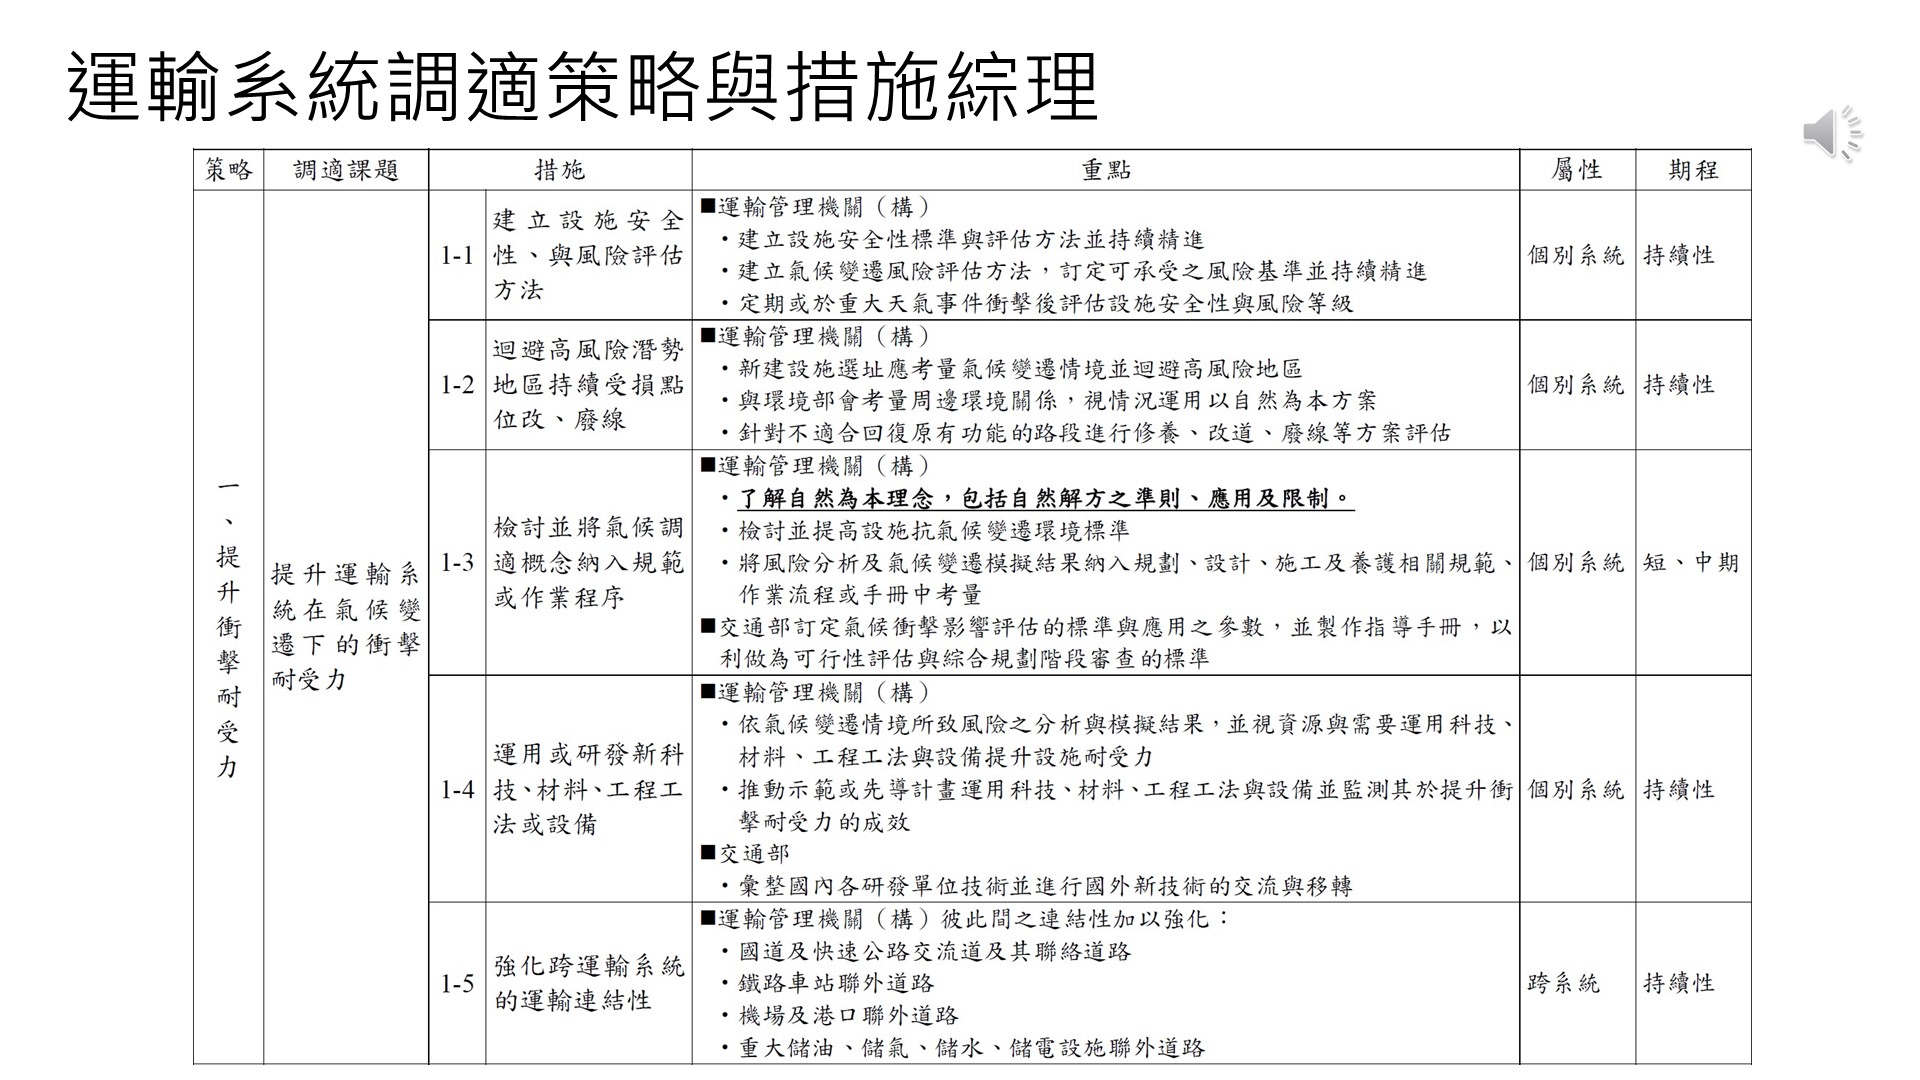 運輸系統調適策略與措施綜理
策略
調適課題
措施
重點
屬性
期程
一、提升衝擊耐受力
提升運輸系
統在氣候變
遷下的衝擊
耐受力
1-1
建立設施安全
性、與風險評估
方法
■運輸管理機關（構）
・建立設施安全性標準與評估方法並持續精進
・建立氣候變遷風險評估方法，訂定可承受之風險基準並持續精進
・定期或於重大天氣事件衝擊後評估設施安全性與風險等級
個別系統
持續性
1-2
迴避高風險潛勢
地區持續受損點
位改、廢線
■運輸管理機關（構）
・新建設施選址應考量氣候變遷情境並迴避高風險地區
・與環境部會考量周邊環境關係，視情況運用以自然為本方案
・針對不適合回復原有功能的路段進行修養、改道、廢線等方案評估
個別系統
持續性
1-3
檢討並將氣候調
適概念納入規範
或作業程序
■運輸管理機關（構）
・了解自然為本理念，包括自然解方之準則、應用及限制。
・檢討並提高設施抗氣候變遷環境標準
・將風險分析及氣候變遷模擬結果納入規劃、設計、施工及養護相關規範、
作業流程或手冊中考量
■交通部訂定氣候衝擊影響評估的標準與應用之參數，並製作指導手冊，以
利做為可行性評估與綜合規劃階段審查的標準
個別系統
短、中期
1-4
運用或研發新科
技、材料、工程工
法或設備
■運輸管理機關（構）
・依氣候變遷情境所致風險之分析與模擬結果，並視資源與需要運用科技、
材料、工程工法與設備提升設施耐受力
・推動示範或先導計畫運用科技、材料、工程工法與設備並監測其於提升衝
擊耐受力的成效
■交通部
・彙整國內各研發單位技術並進行國外新技術的交流與移轉
個別系統
持續性
1-5
強化跨運輸系統
的運輸連結性
■運輸管理機關（構）彼此間之連結性加以強化：
・國道及快速公路交流道及其聯絡道路
・鐵路車站聯外道路
・機場及港口聯外道路
・重大儲油、儲氣、儲水、儲電設施聯外道路
跨系統
持續性